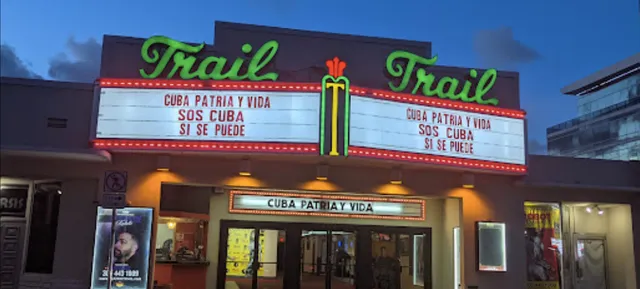 Trail
Trail
CUBA PATRIA Y VIDA
SOS CUBA
SI SE PUEDE
T
CUBA PATRIA Y VIDA
SOS CUBA
SI SE PUEDE
CUBA PATRIA Y VIDA